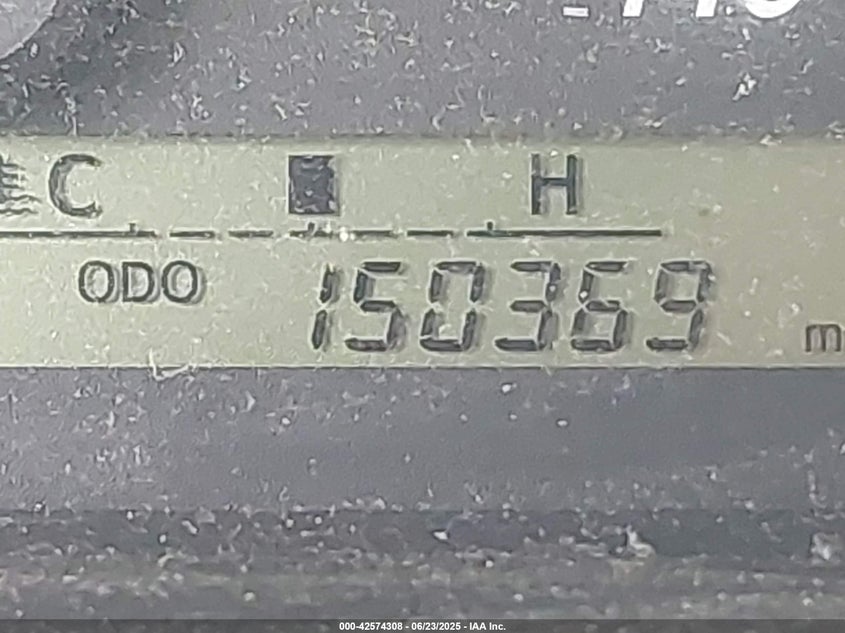 C H
ODO 150369 m
000-42574308 - 06/23/2025 - IAA Inc.